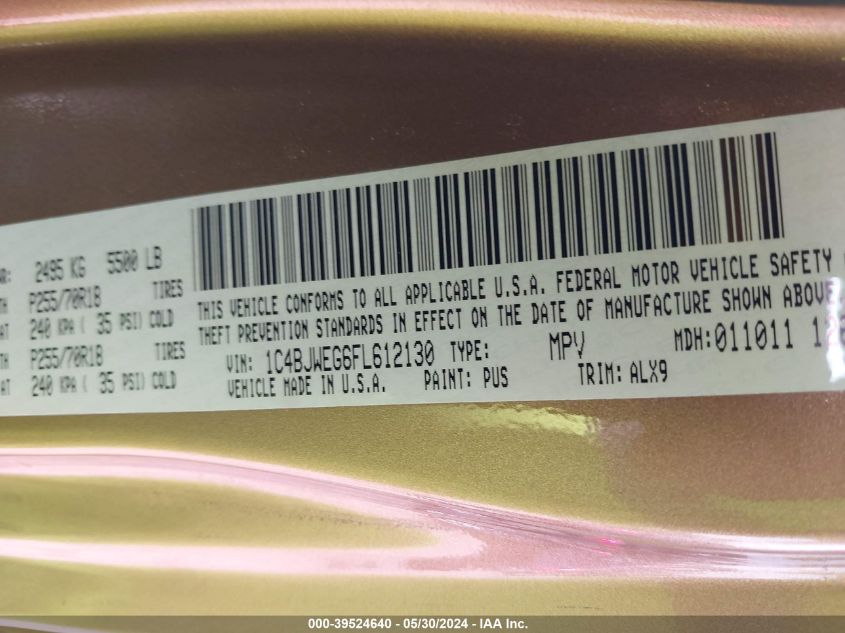 2495 KG 5500 LB
P255/70R18 TIRES
240 KPA ( 35 PSI) COLD
P255/70R18 TIRES
240 KPA ( 35 PSI) COLD
THIS VEHICLE CONFORMS TO ALL APPLICABLE U.S.A. FEDERAL MOTOR VEHICLE SAFETY
THEFT PREVENTION STANDARDS IN EFFECT ON THE DATE OF MANUFACTURE SHOWN ABOVE.
VIN: 1C4BJWEG6FL612130 TYPE: MPV MDH:011011
VEHICLE MADE IN U.S.A. PAINT: PUS TRIM: ALX9
000-39524640 - 05/30/2024 - IAA Inc.